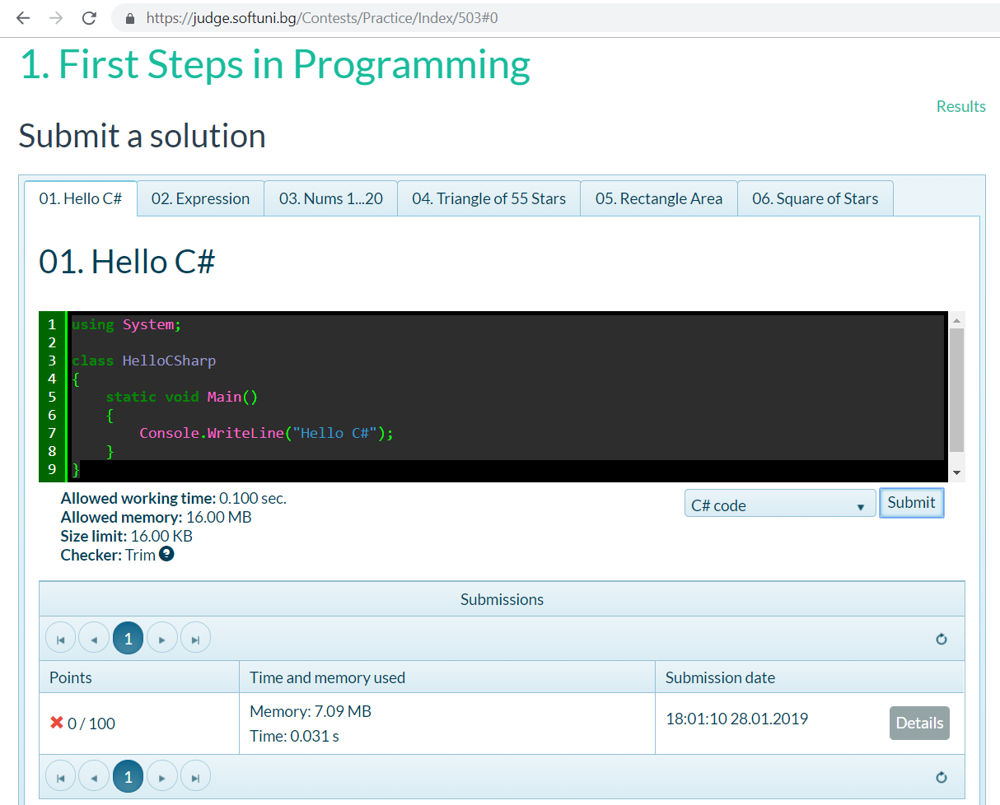 https://judge.softuni.bg/Contests/Practice/Index/503#0
1. First Steps in Programming
Results
Submit a solution
01. Hello C# 02. Expression 03. Nums 1...20 04. Triangle of 55 Stars 05. Rectangle Area 06. Square of Stars
01. Hello C#
1 using System;
2
3 class HelloCSharp
4 {
5     static void Main()
6     {
7         Console.WriteLine("Hello C#");
8     }
9 }
Allowed working time: 0.100 sec.
Allowed memory: 16.00 MB
Size limit: 16.00 KB
Checker: Trim ?
C# code Submit
Submissions
1
Points Time and memory used Submission date
0 / 100 Memory: 7.09 MB 18:01:10 28.01.2019 Details
Time: 0.031 s
1